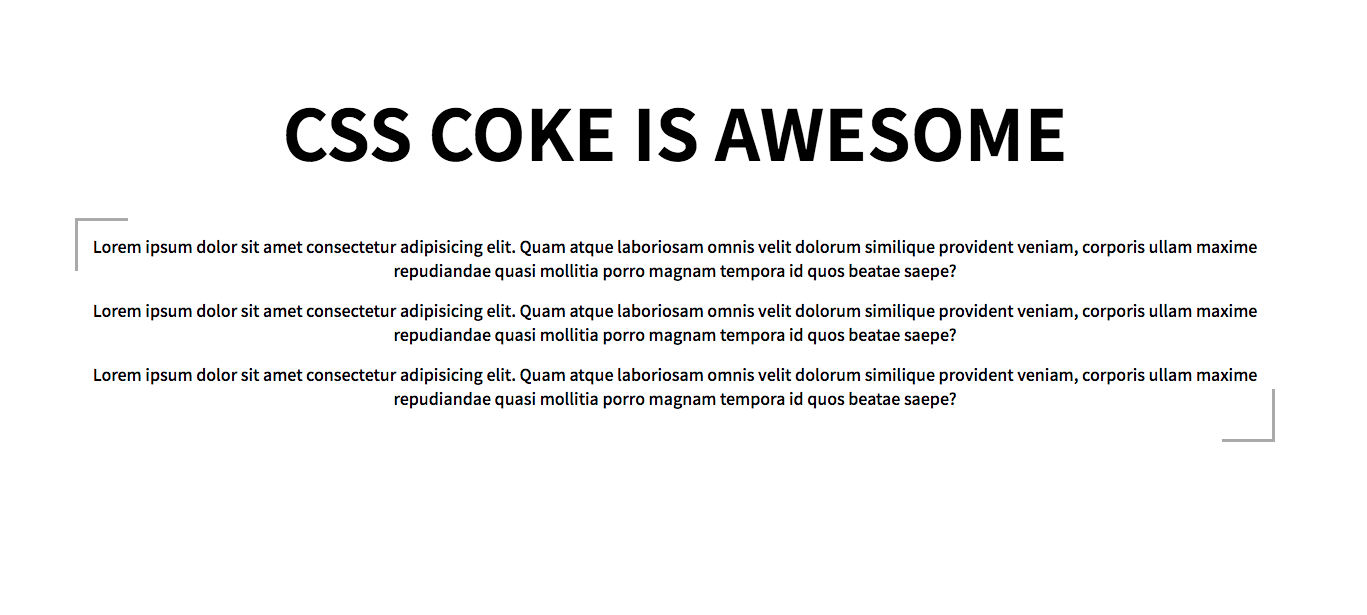 CSS COKE IS AWESOME
Lorem ipsum dolor sit amet consectetur adipisicing elit. Quam atque laboriosam omnis velit dolorum similique provident veniam, corporis ullam maxime
repudiandae quasi mollitia porro magnam tempora id quos beatae saepe?
Lorem ipsum dolor sit amet consectetur adipisicing elit. Quam atque laboriosam omnis velit dolorum similique provident veniam, corporis ullam maxime
repudiandae quasi mollitia porro magnam tempora id quos beatae saepe?
Lorem ipsum dolor sit amet consectetur adipisicing elit. Quam atque laboriosam omnis velit dolorum similique provident veniam, corporis ullam maxime
repudiandae quasi mollitia porro magnam tempora id quos beatae saepe?